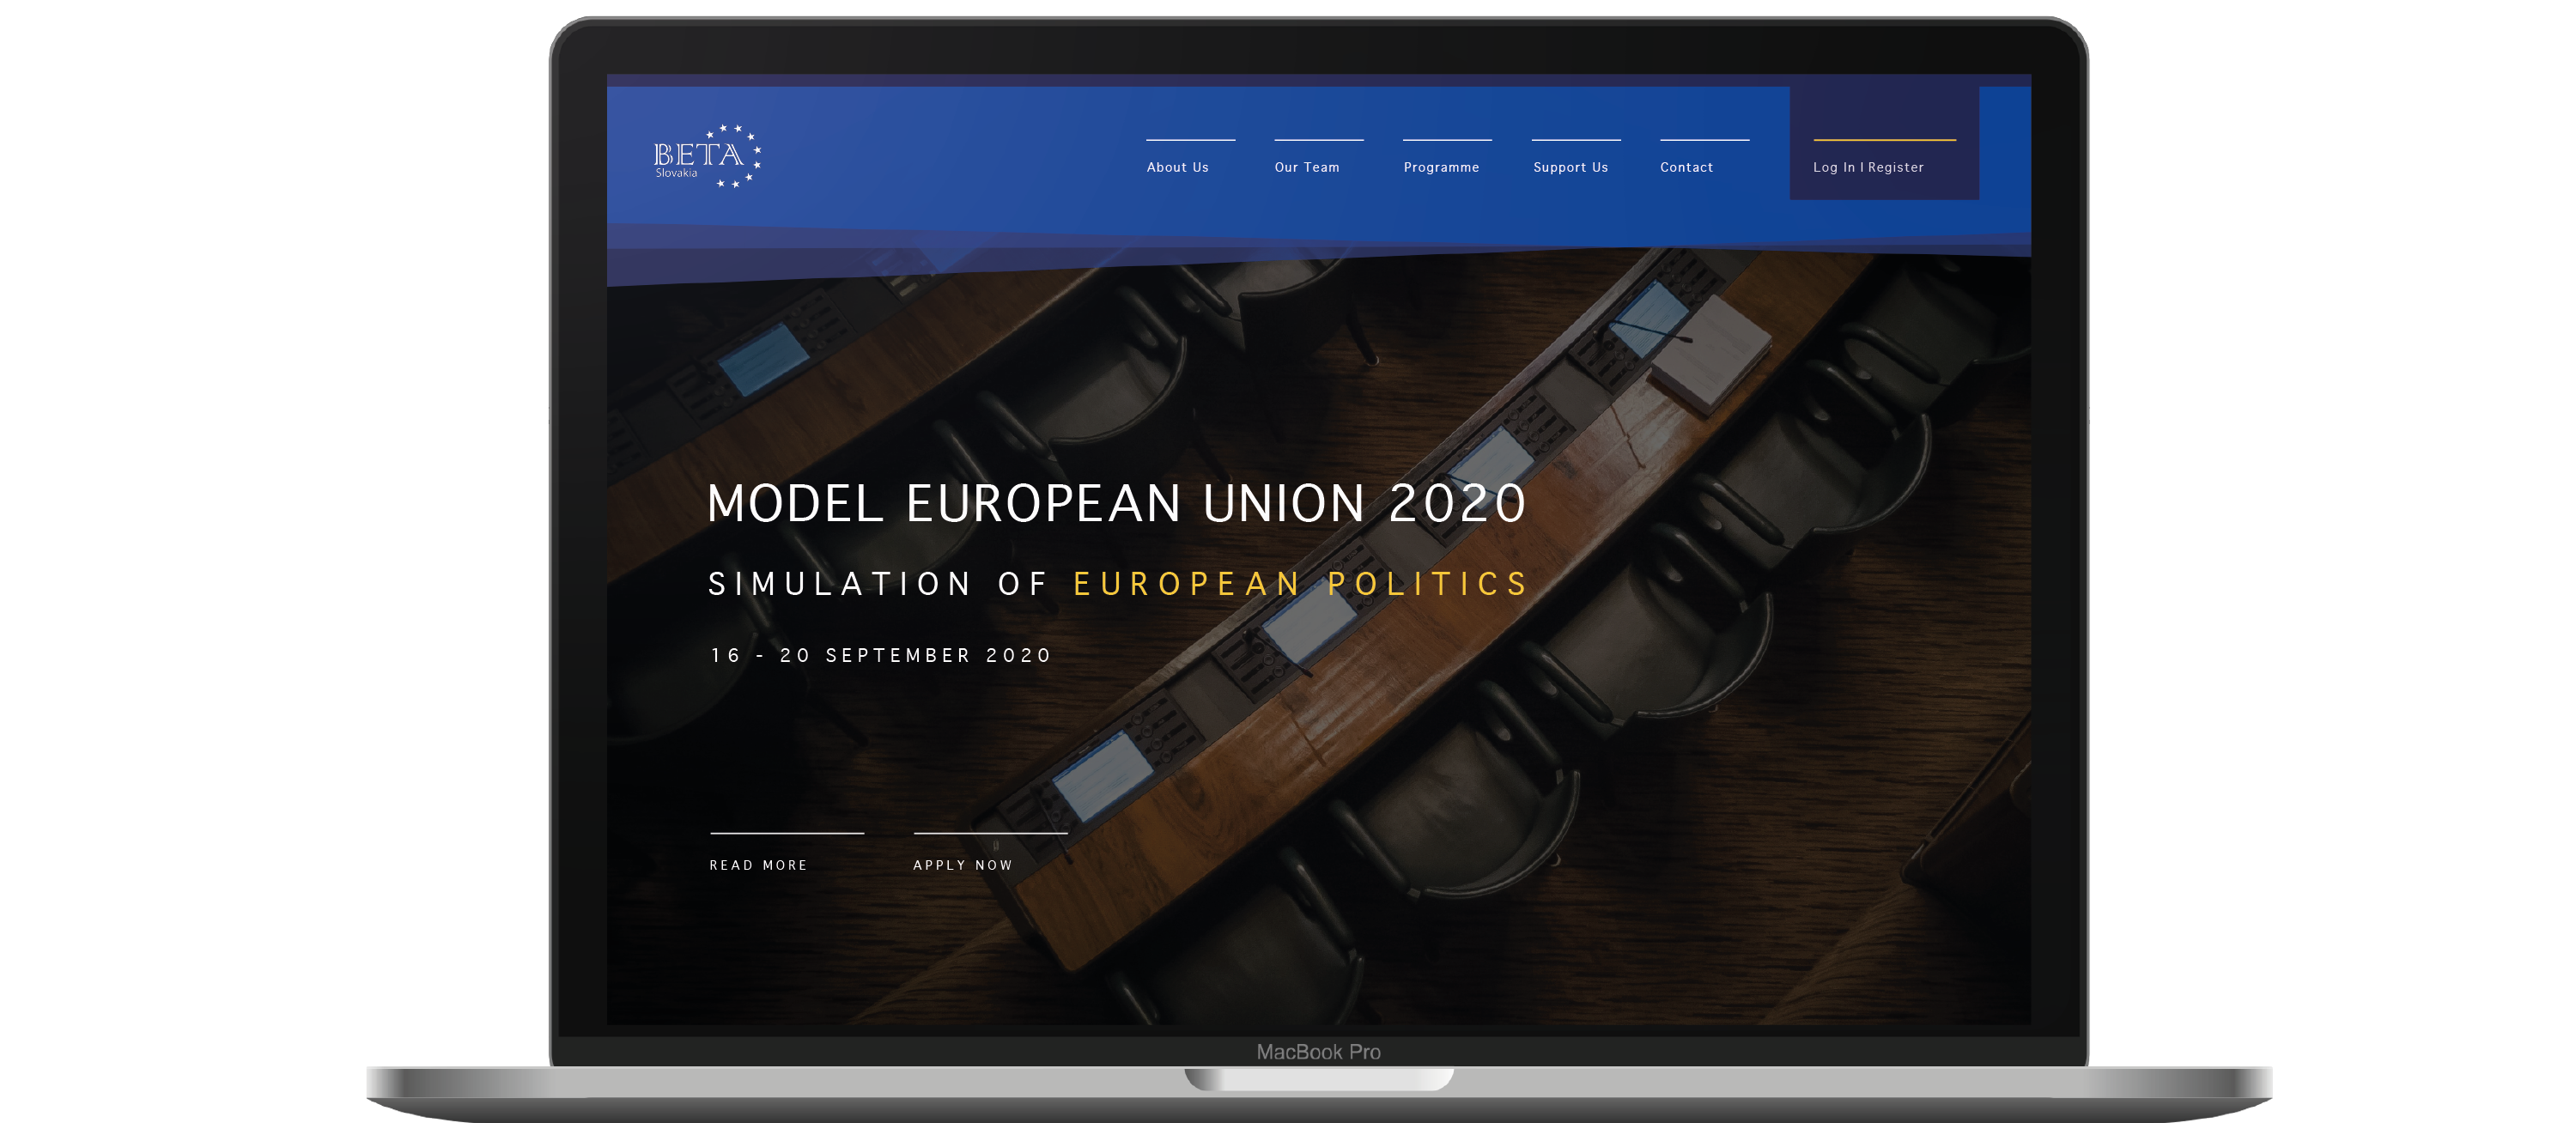 BETA
Slovakia
About Us
Our Team
Programme
Support Us
Contact
Log In | Register
MODEL EUROPEAN UNION 2020
SIMULATION OF EUROPEAN POLITICS
16 - 20 SEPTEMBER 2020
READ MORE
APPLY NOW
MacBook Pro